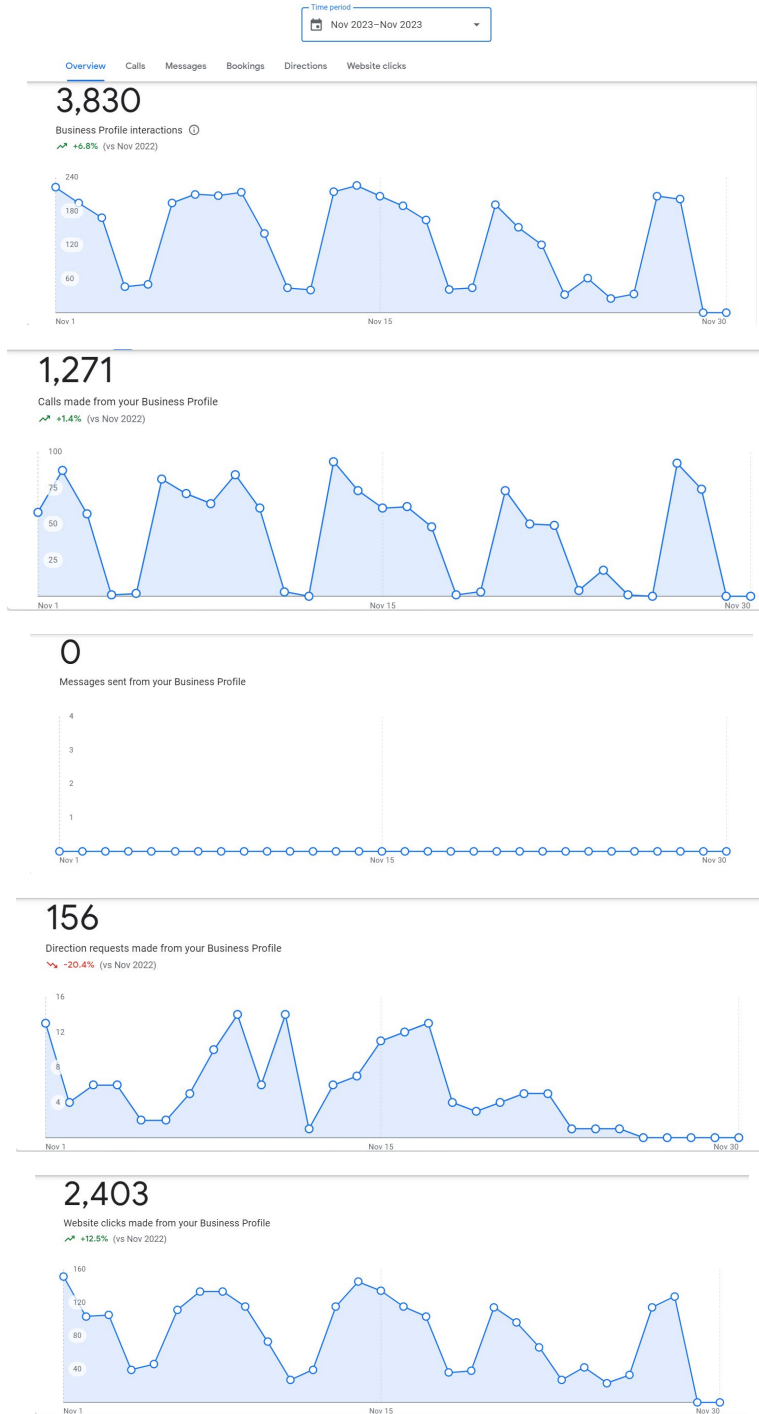 Time period
Nov 2023–Nov 2023
Overview Calls Messages Bookings Directions Website clicks
3,830
Business Profile interactions
+6.8% (vs Nov 2022)
240
180
120
60
Nov 1 Nov 15 Nov 30
1,271
Calls made from your Business Profile
+1.4% (vs Nov 2022)
100
75
50
25
Nov 1 Nov 15 Nov 30
0
Messages sent from your Business Profile
4
3
2
1
Nov 1 Nov 15 Nov 30
156
Direction requests made from your Business Profile
-20.4% (vs Nov 2022)
16
12
8
4
Nov 1 Nov 15 Nov 30
2,403
Website clicks made from your Business Profile
+12.5% (vs Nov 2022)
160
120
80
40
Nov 1 Nov 15 Nov 30